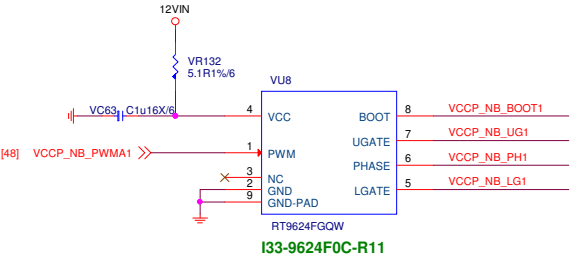 12VIN
VR132
5.1R1%/6
VU8
VC63 C1u16X/6
4 VCC BOOT 8 VCCP_NB_BOOT1
UGATE 7 VCCP_NB_UG1
[48] VCCP_NB_PWMA1 1 PWM
PHASE 6 VCCP_NB_PH1
3 NC
2 GND LGATE 5 VCCP_NB_LG1
9 GND-PAD
RT9624FGQW
I33-9624F0C-R11